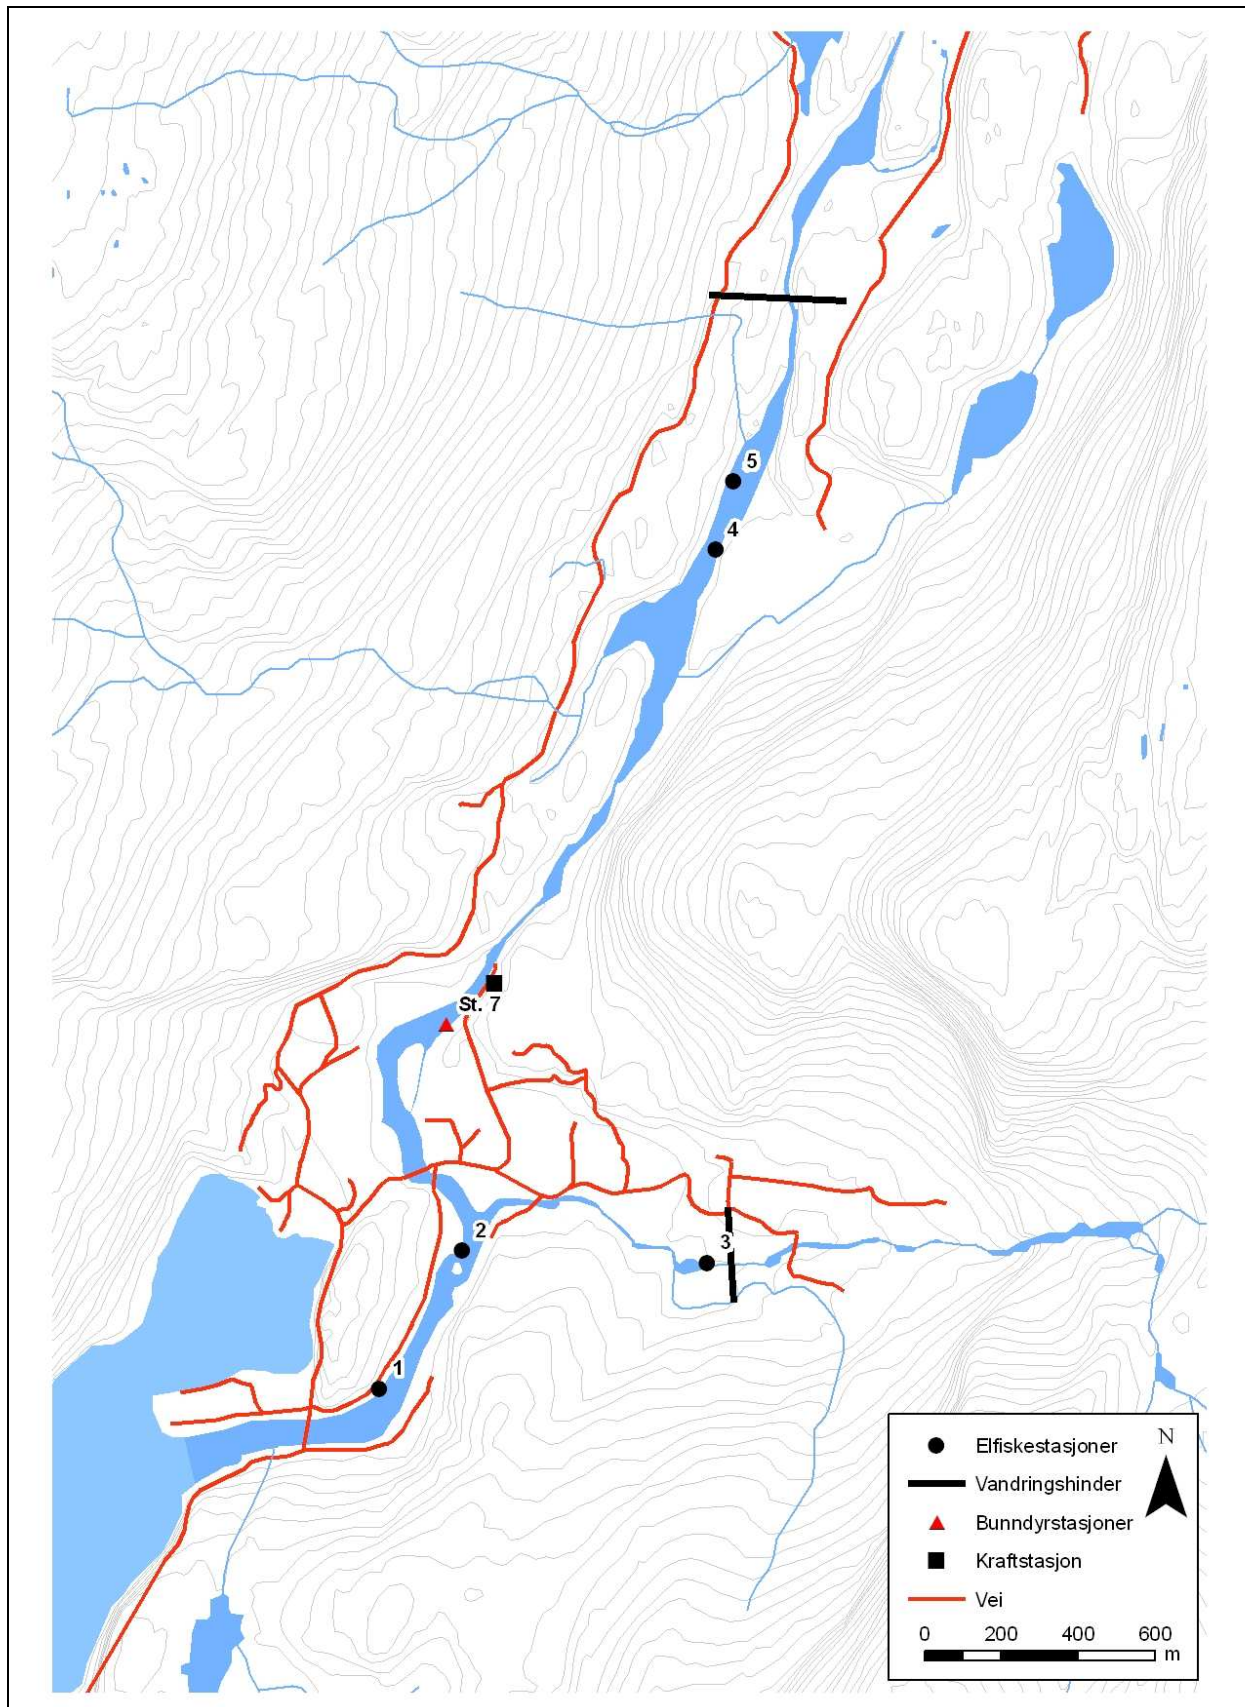 5
4
St. 7
2
3
1
Elfiskestasjoner
N
Vandringshinder
Bunndyrstasjoner
Kraftstasjon
Vei
0 200 400 600
m